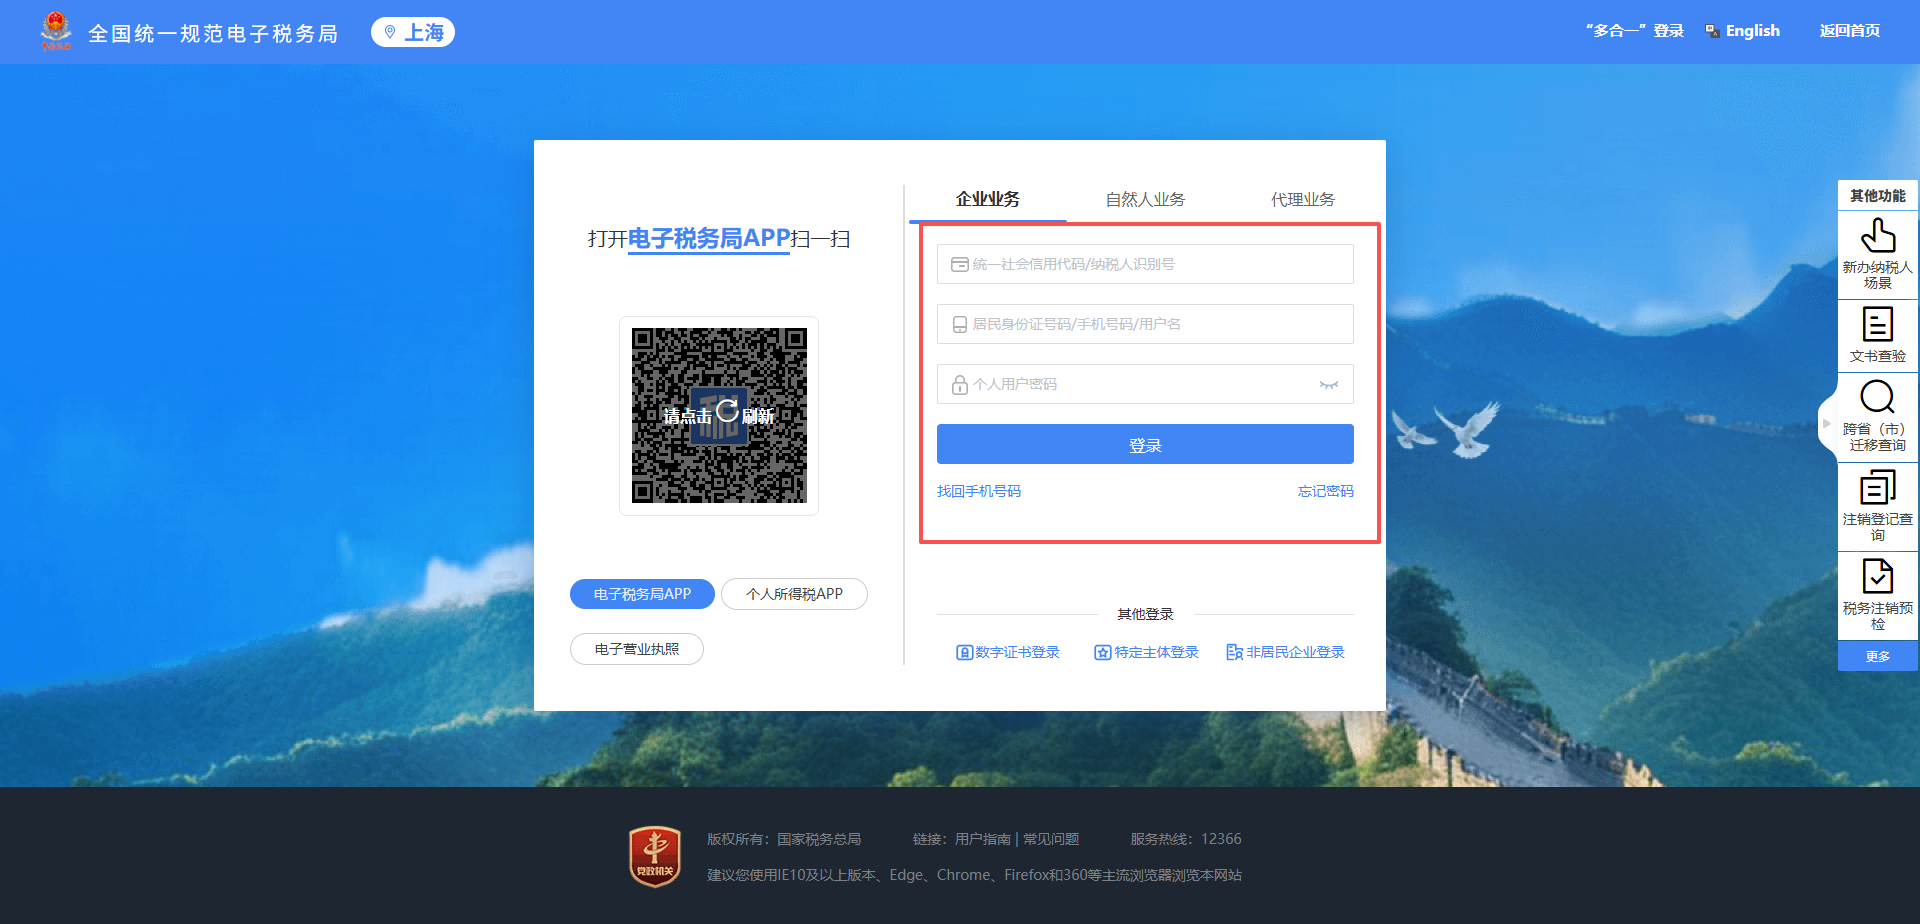 全国统一规范电子税务局
上海
“多合一”登录
English
返回首页
打开电子税务局APP扫一扫
请点击 刷新
税
电子税务局APP
个人所得税APP
电子营业执照
企业业务
自然人业务
代理业务
统一社会信用代码/纳税人识别号
居民身份证号码/手机号码/用户名
个人用户密码
登录
找回手机号码
忘记密码
其他登录
数字证书登录
特定主体登录
非居民企业登录
其他功能
新办纳税人
场景
文书查验
跨省（市）
迁移查询
注销登记查
询
税务注销预
检
更多
党政机关
版权所有：国家税务总局
链接：用户指南 | 常见问题
服务热线：12366
建议您使用IE10及以上版本、Edge、Chrome、Firefox和360等主流浏览器浏览本网站